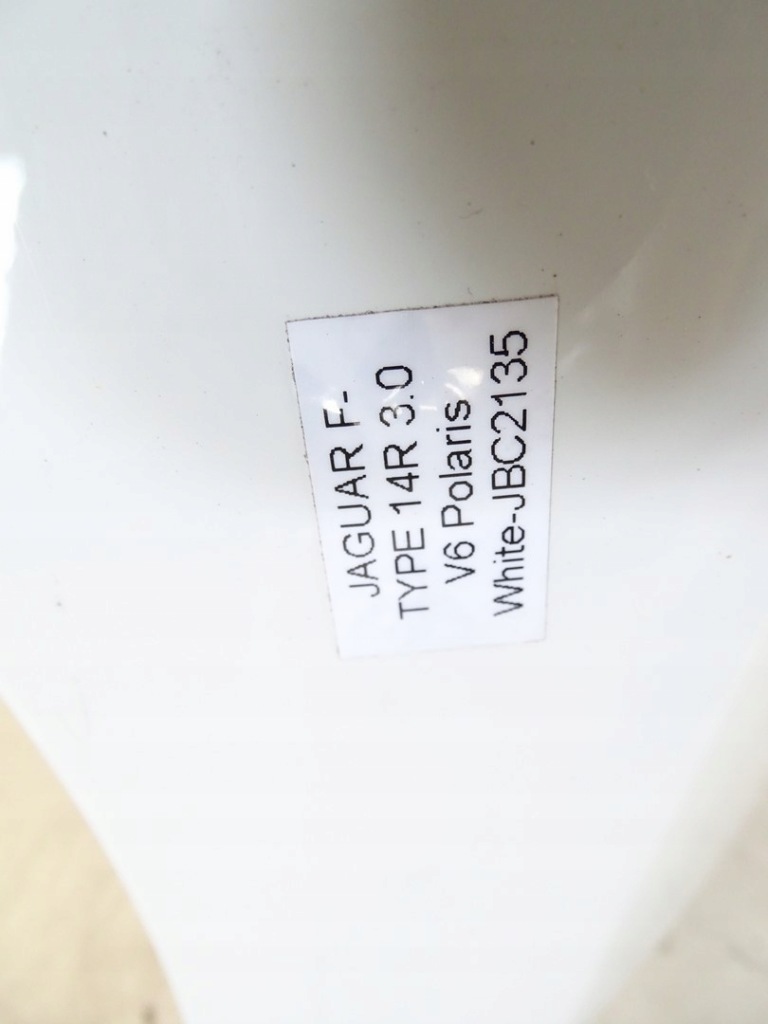 JAGUAR F-
TYPE 14R 3.0
V6 Polaris
White-JBC2135